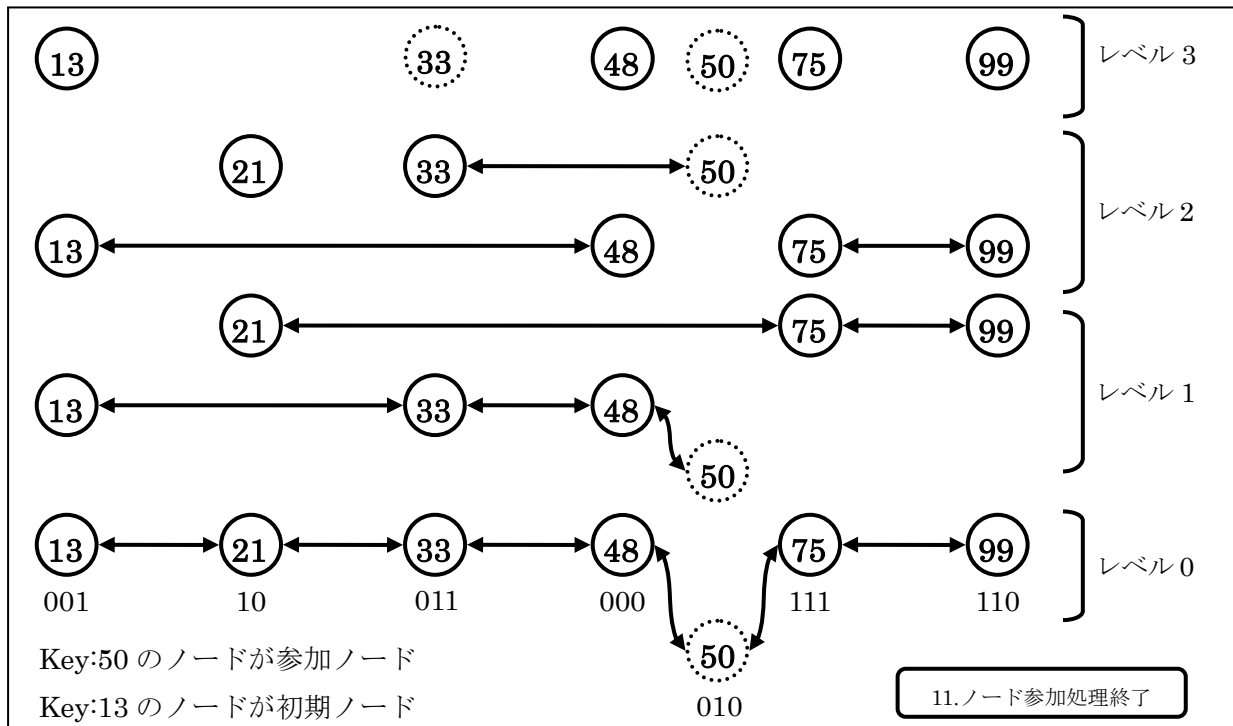 13 33 48 50 75 99 レベル 3
21 33 50
レベル 2
13 48 75 99
21 75 99
レベル 1
13 33 48
50
13 21 33 48 75 99 レベル 0
001 10 011 000 111 110
50
Key:50 のノードが参加ノード
Key:13 のノードが初期ノード
010
11.ノード参加処理終了